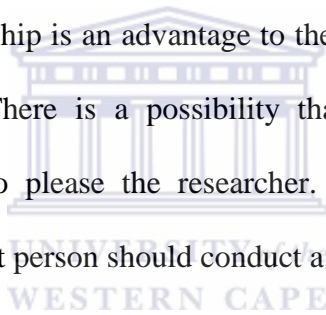 ship is an advantage to the
There is a possibility tha
o please the researcher.
UNIVERSITY of the
t person should conduct a
WESTERN CAPE